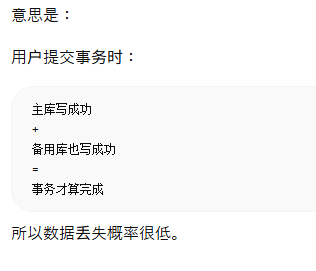 意思是：
用户提交事务时：
主库写成功
+
备用库也写成功
=
事务才算完成
所以数据丢失概率很低。